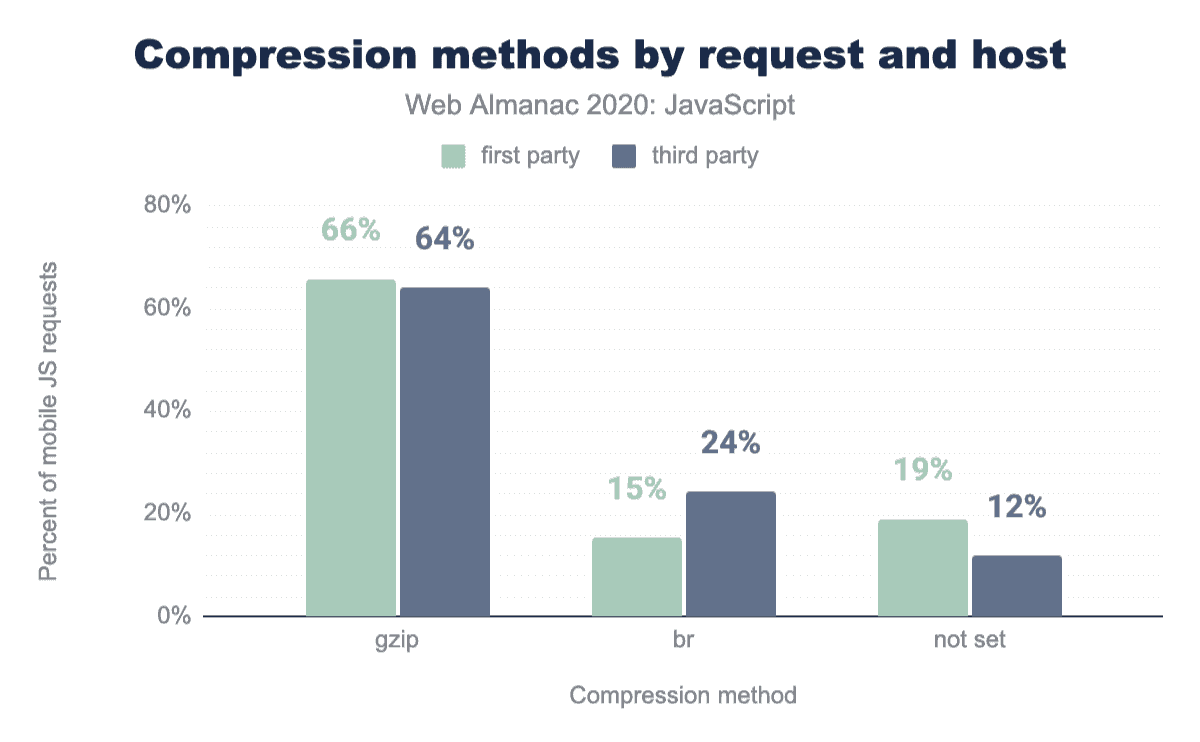 Compression methods by request and host
Web Almanac 2020: JavaScript
first party third party
80%
60%
40%
20%
0%
Percent of mobile JS requests
66% 64%
15% 24%
19% 12%
gzip br not set
Compression method